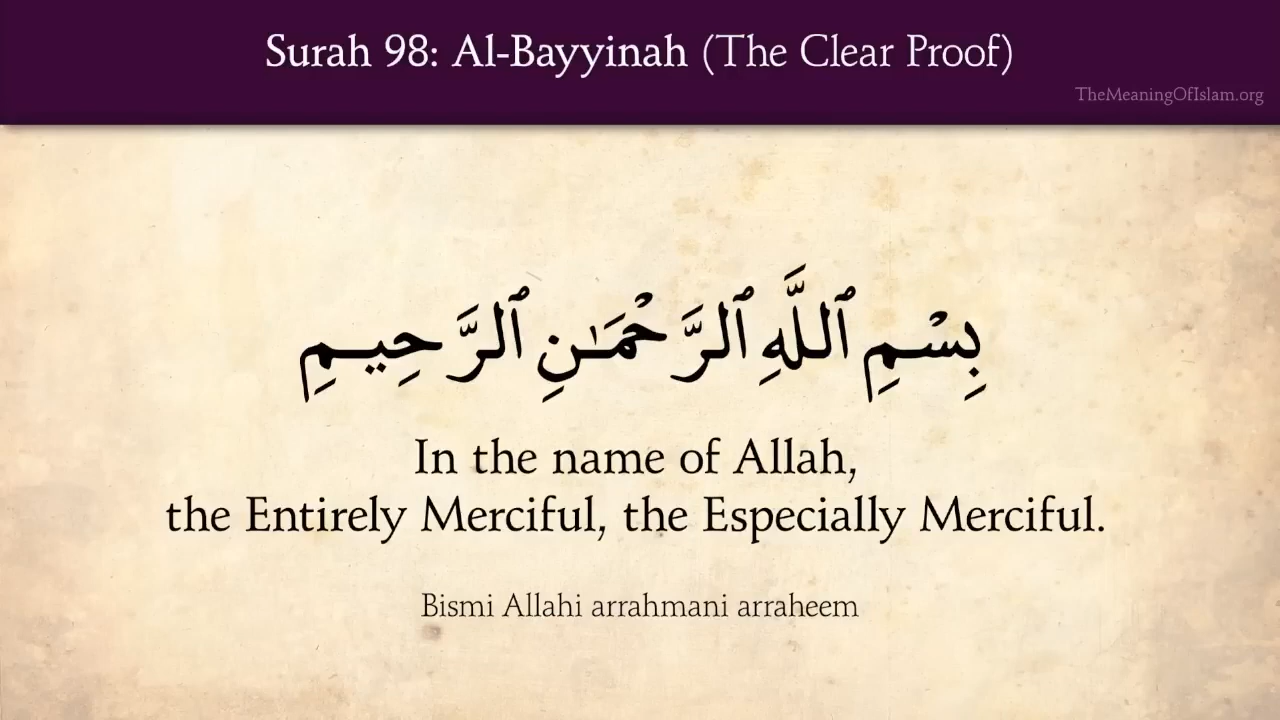 Surah 98: Al-Bayyinah (The Clear Proof)
TheMeaningOfIslam.org
بِسْمِ ٱللَّهِ ٱلرَّحْمَـٰنِ ٱلرَّحِيمِ
In the name of Allah,
the Entirely Merciful, the Especially Merciful.
Bismi Allahi arrahmani arraheem